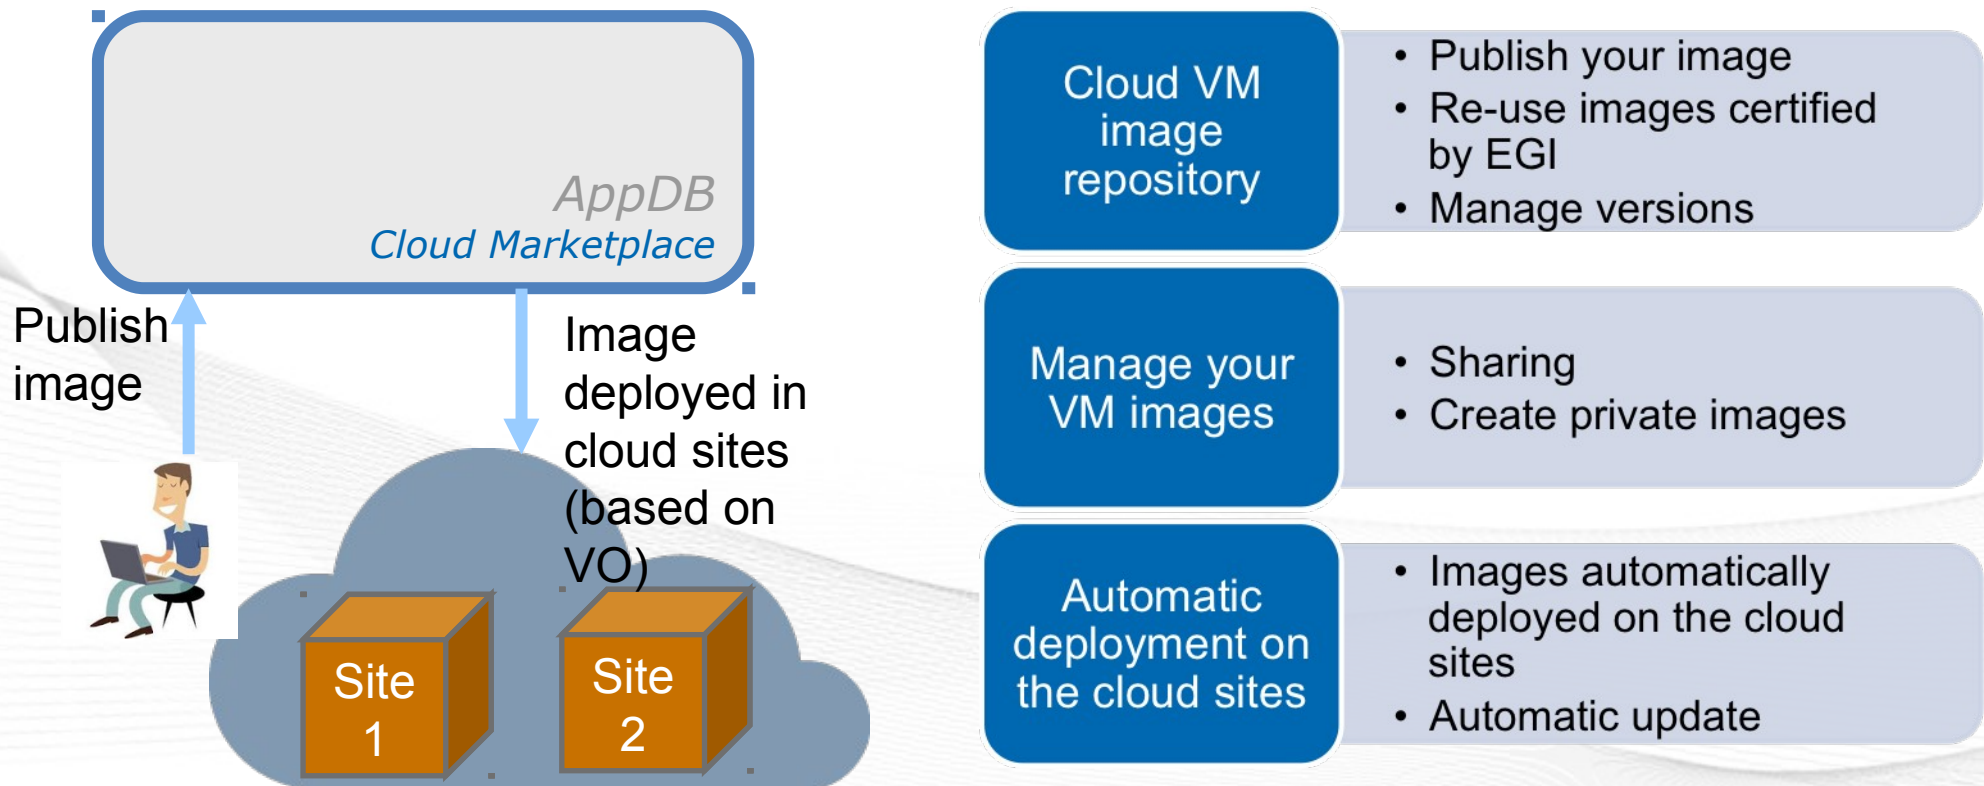 AppDB
Cloud Marketplace
Publish
image
Image
deployed in
cloud sites
(based on
VO)
Site
1
Site
2
Cloud VM
image
repository
• Publish your image
• Re-use images certified
by EGI
• Manage versions
Manage your
VM images
• Sharing
• Create private images
Automatic
deployment on
the cloud sites
• Images automatically
deployed on the cloud
sites
• Automatic update